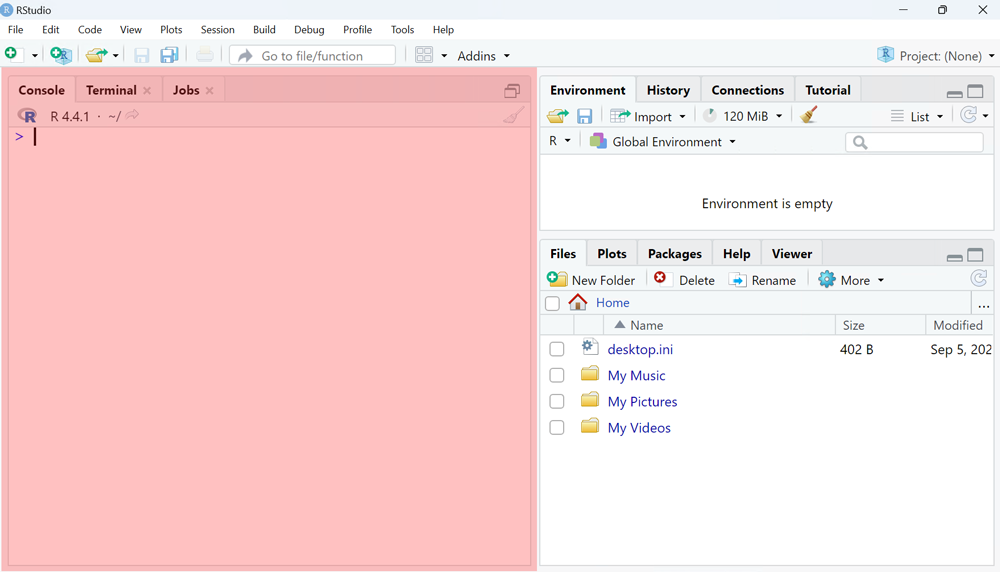 RStudio
File Edit Code View Plots Session Build Debug Profile Tools Help
Go to file/function Addins Project: (None)
Console Terminal Jobs
R 4.4.1 · ~/
>
Environment History Connections Tutorial
Import 120 MiB List
R Global Environment
Environment is empty
Files Plots Packages Help Viewer
New Folder Delete Rename More
Home ...
Name Size Modified
desktop.ini 402 B Sep 5, 202
My Music
My Pictures
My Videos